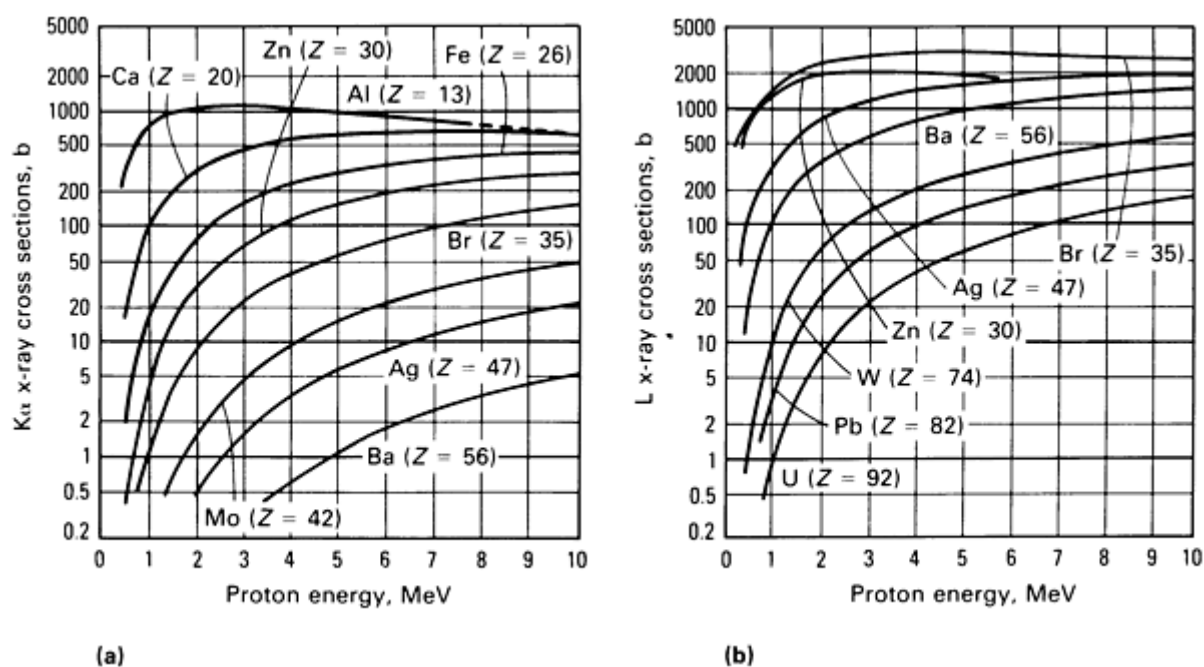 5000
2000
1000
500
200
100
50
20
10
5
2
1
0.5
0.2
Kα x-ray cross sections, b
Zn (Z = 30)
Fe (Z = 26)
Ca (Z = 20)
Al (Z = 13)
Br (Z = 35)
Ag (Z = 47)
Ba (Z = 56)
Mo (Z = 42)
0 1 2 3 4 5 6 7 8 9 10
Proton energy, MeV
(a)
5000
2000
1000
500
200
100
50
20
10
5
2
1
0.5
0.2
L x-ray cross sections, b
Ba (Z = 56)
Br (Z = 35)
Ag (Z = 47)
Zn (Z = 30)
W (Z = 74)
Pb (Z = 82)
U (Z = 92)
0 1 2 3 4 5 6 7 8 9 10
Proton energy, MeV
(b)